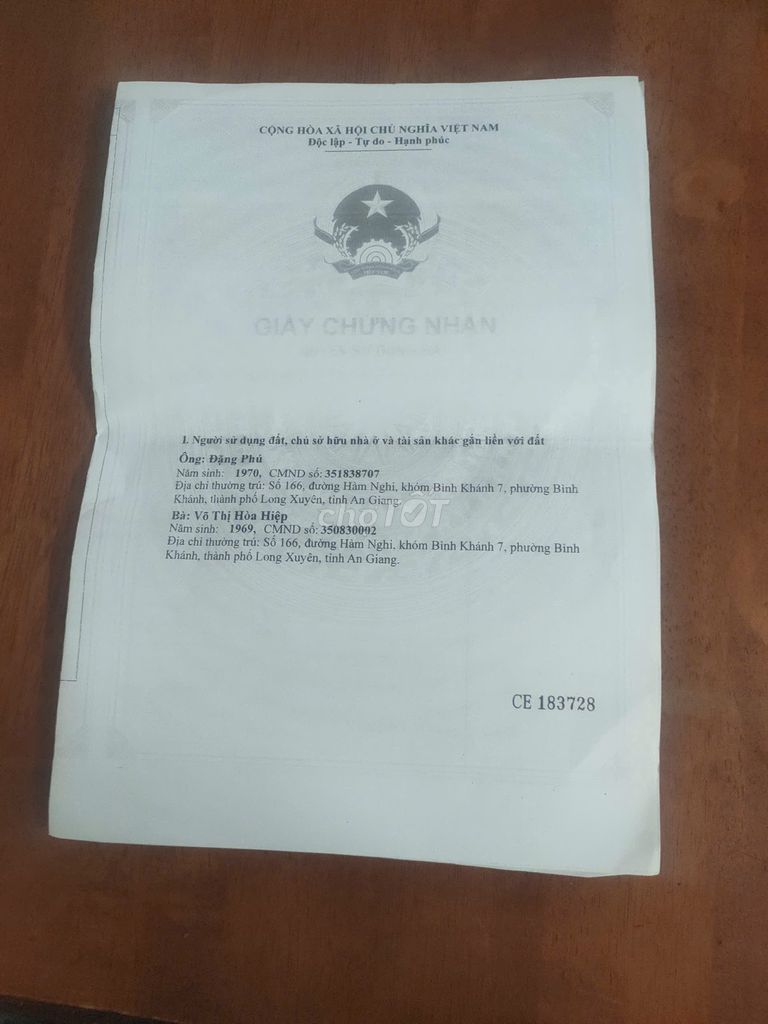 CỘNG HÒA XÃ HỘI CHỦ NGHĨA VIỆT NAM
Độc lập - Tự do - Hạnh phúc
GIẤY CHỨNG NHẬN
I. Người sử dụng đất, chủ sở hữu nhà ở và tài sản khác gắn liền với đất
Ông: Đặng Phú
Năm sinh: 1970, CMND số: 351838707
Địa chỉ thường trú: Số 166, đường Hàm Nghi, khóm Bình Khánh 7, phường Bình
Khánh, thành phố Long Xuyên, tỉnh An Giang.
choTỐT
Bà: Võ Thị Hòa Hiệp
Năm sinh: 1969, CMND số: 350830002
Địa chỉ thường trú: Số 166, đường Hàm Nghi, khóm Bình Khánh 7, phường Bình
Khánh, thành phố Long Xuyên, tỉnh An Giang.
CE 183728